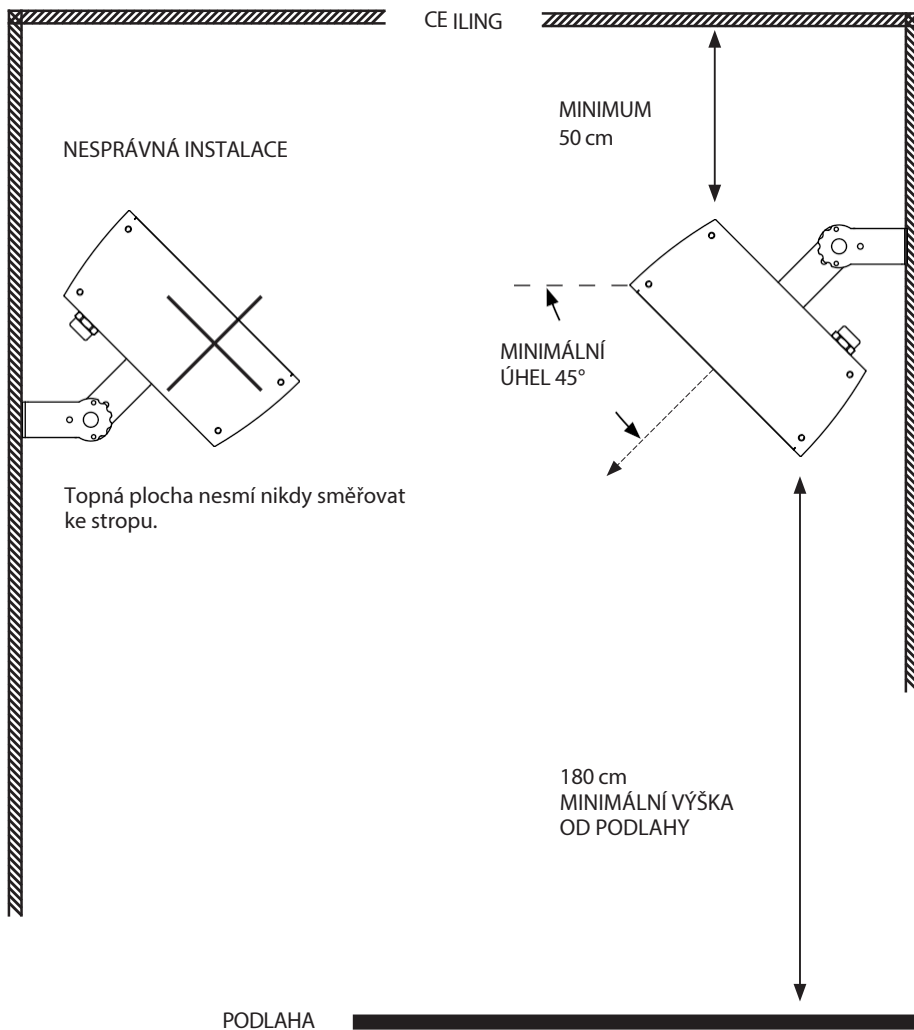 CE ILING
MINIMUM
50 cm
NESPRÁVNÁ INSTALACE
MINIMÁLNÍ
ÚHEL 45°
Topná plocha nesmí nikdy směřovat
ke stropu.
180 cm
MINIMÁLNÍ VÝŠKA
OD PODLAHY
PODLAHA